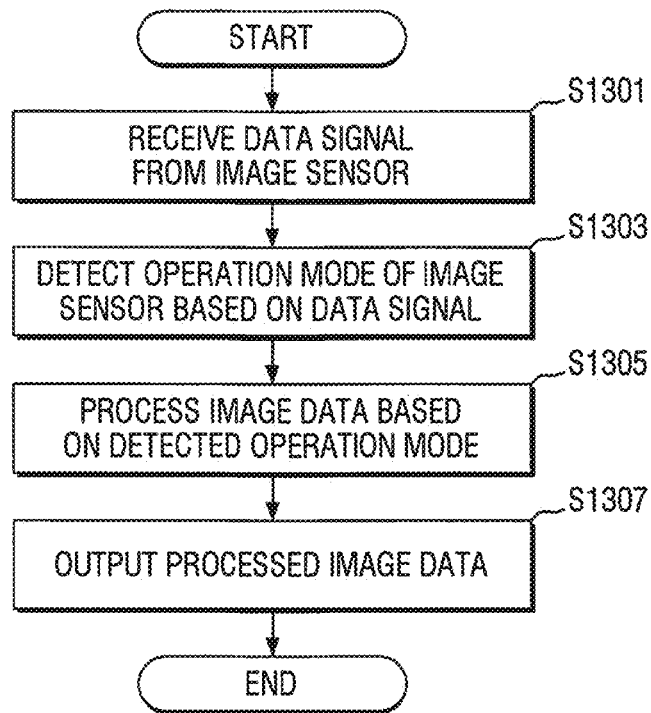 START
S1301
RECEIVE DATA SIGNAL
FROM IMAGE SENSOR
S1303
DETECT OPERATION MODE OF IMAGE
SENSOR BASED ON DATA SIGNAL
S1305
PROCESS IMAGE DATA BASED
ON DETECTED OPERATION MODE
S1307
OUTPUT PROCESSED IMAGE DATA
END